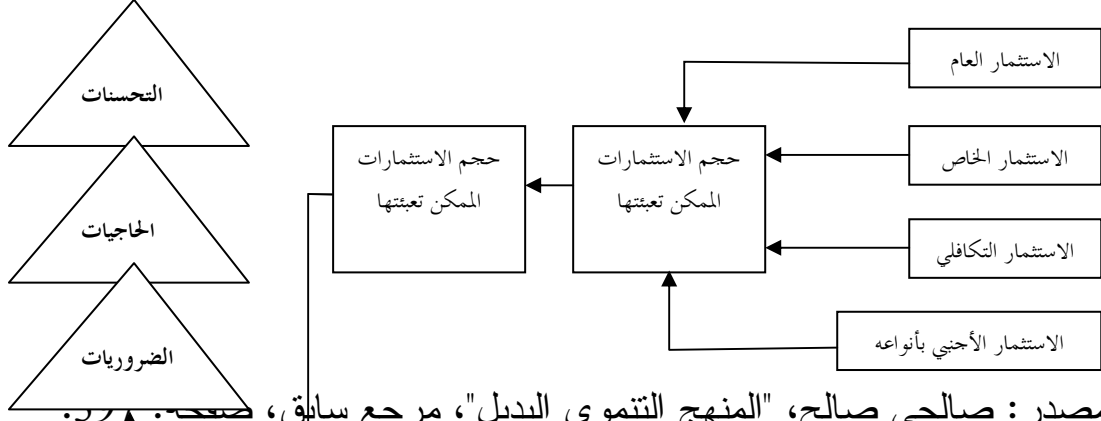 الاستثمار العام
الاستثمار الخاص
الاستثمار التكافلي
الاستثمار الأجنبي بأنواعه
حجم الاستثمارات
الممكن تعبئتها
حجم الاستثمارات
الممكن تعبئتها
التحسنات
الحاجيات
الضروريات
مصدر : صالحي صالح، "المنهج التنموي البديل"، مرجع سابق،